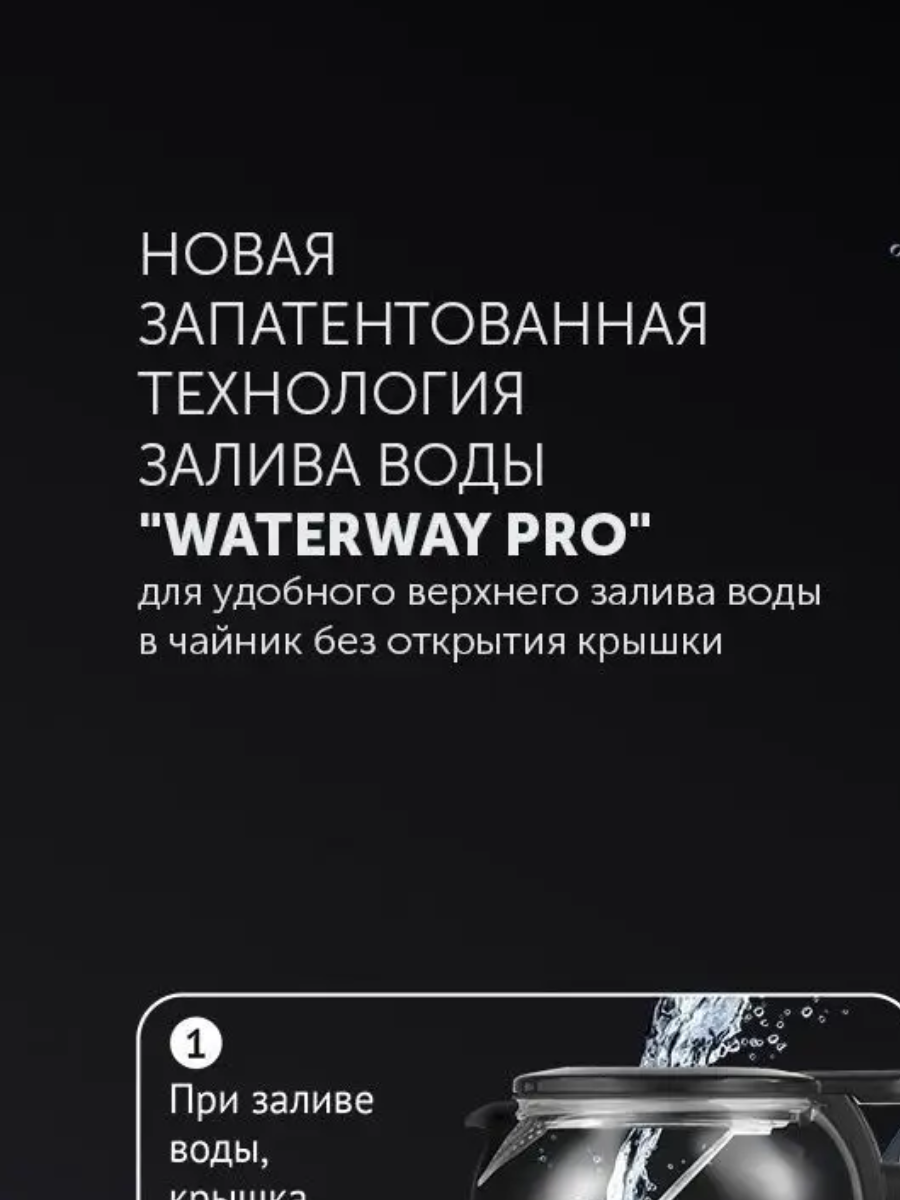 НОВАЯ
ЗАПАТЕНТОВАННАЯ
ТЕХНОЛОГИЯ
ЗАЛИВА ВОДЫ
"WATERWAY PRO"
для удобного верхнего залива воды
в чайник без открытия крышки
1
При заливе
воды,
крышка